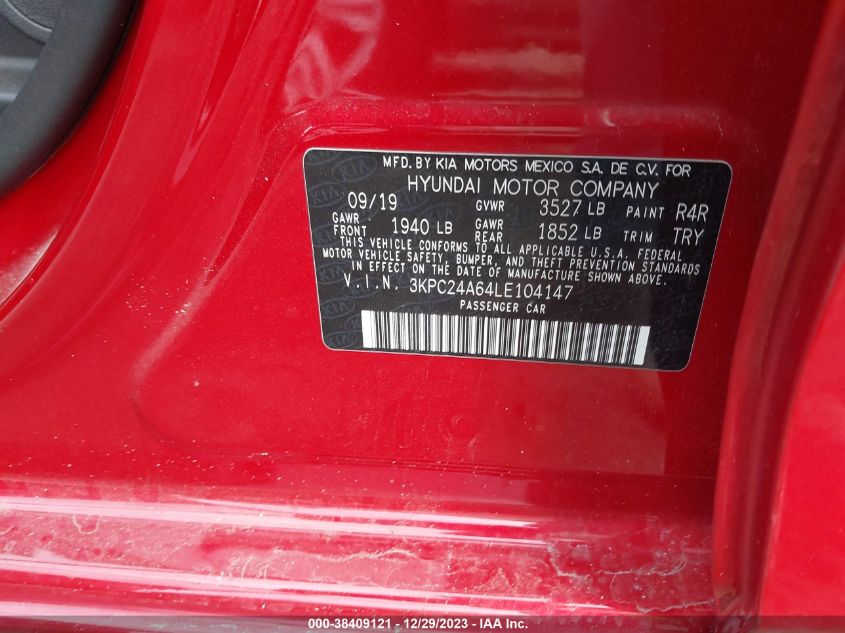 MFD. BY KIA MOTORS MEXICO S.A. DE C.V. FOR
HYUNDAI MOTOR COMPANY
09/19 GVWR 3527 LB PAINT R4R
GAWR FRONT 1940 LB GAWR REAR 1852 LB TRIM TRY
THIS VEHICLE CONFORMS TO ALL APPLICABLE U.S.A. FEDERAL
MOTOR VEHICLE SAFETY, BUMPER, AND THEFT PREVENTION STANDARDS
IN EFFECT ON THE DATE OF MANUFACTURE SHOWN ABOVE.
V.I.N. 3KPC24A64LE104147
PASSENGER CAR
000-38409121 - 12/29/2023 - IAA Inc.